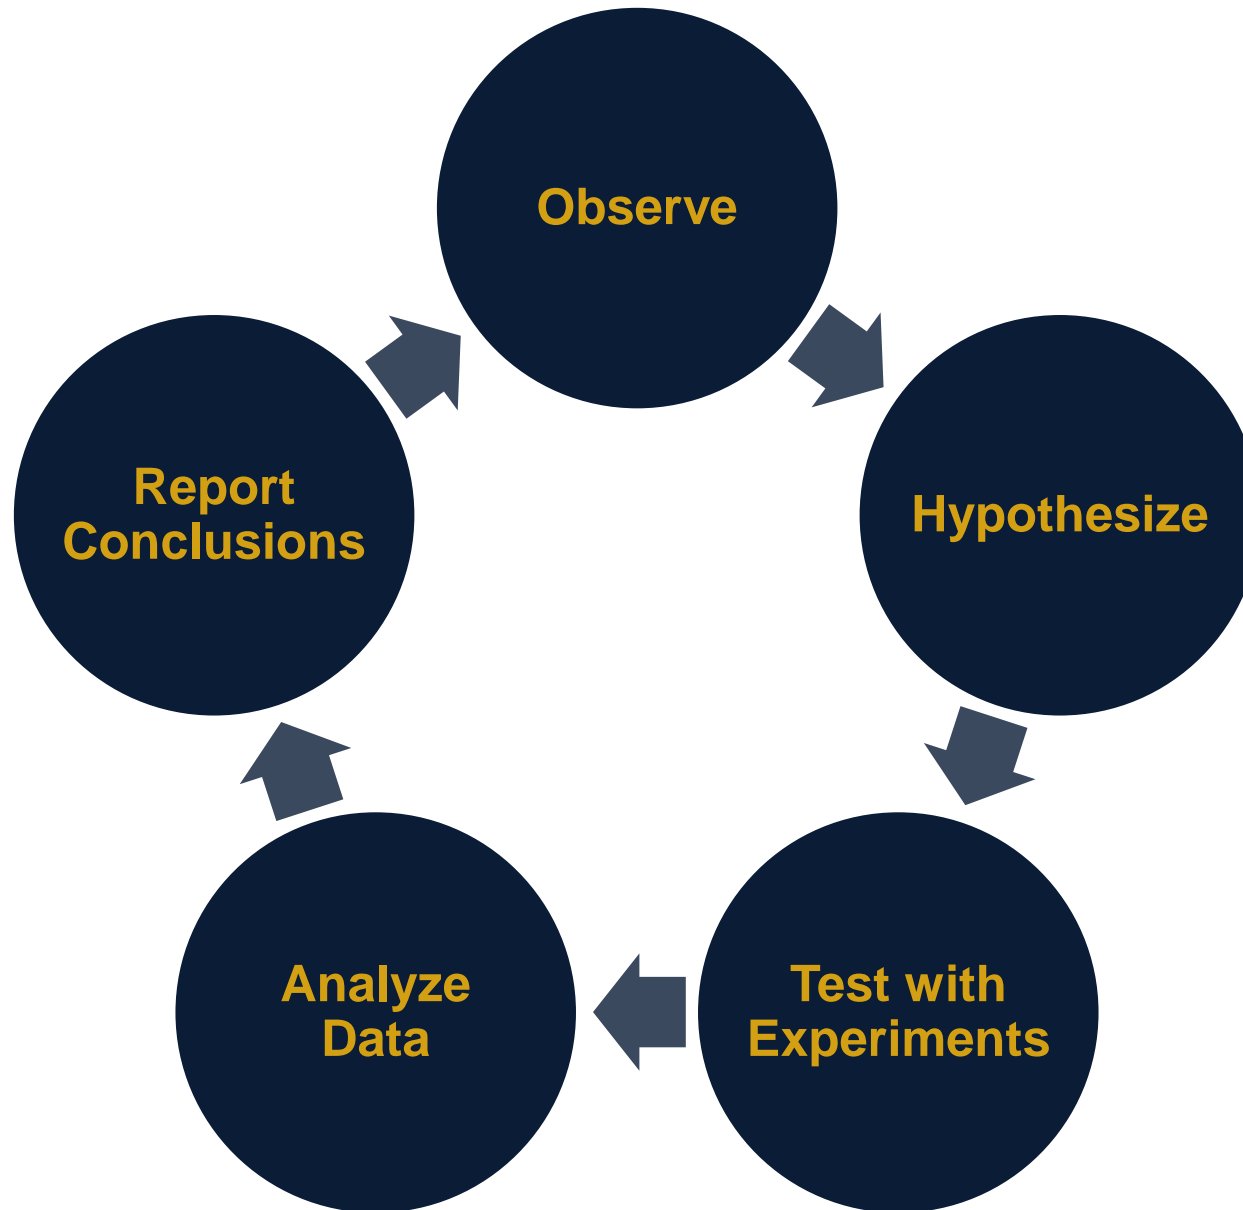 Observe
Hypothesize
Test with
Experiments
Analyze
Data
Report
Conclusions